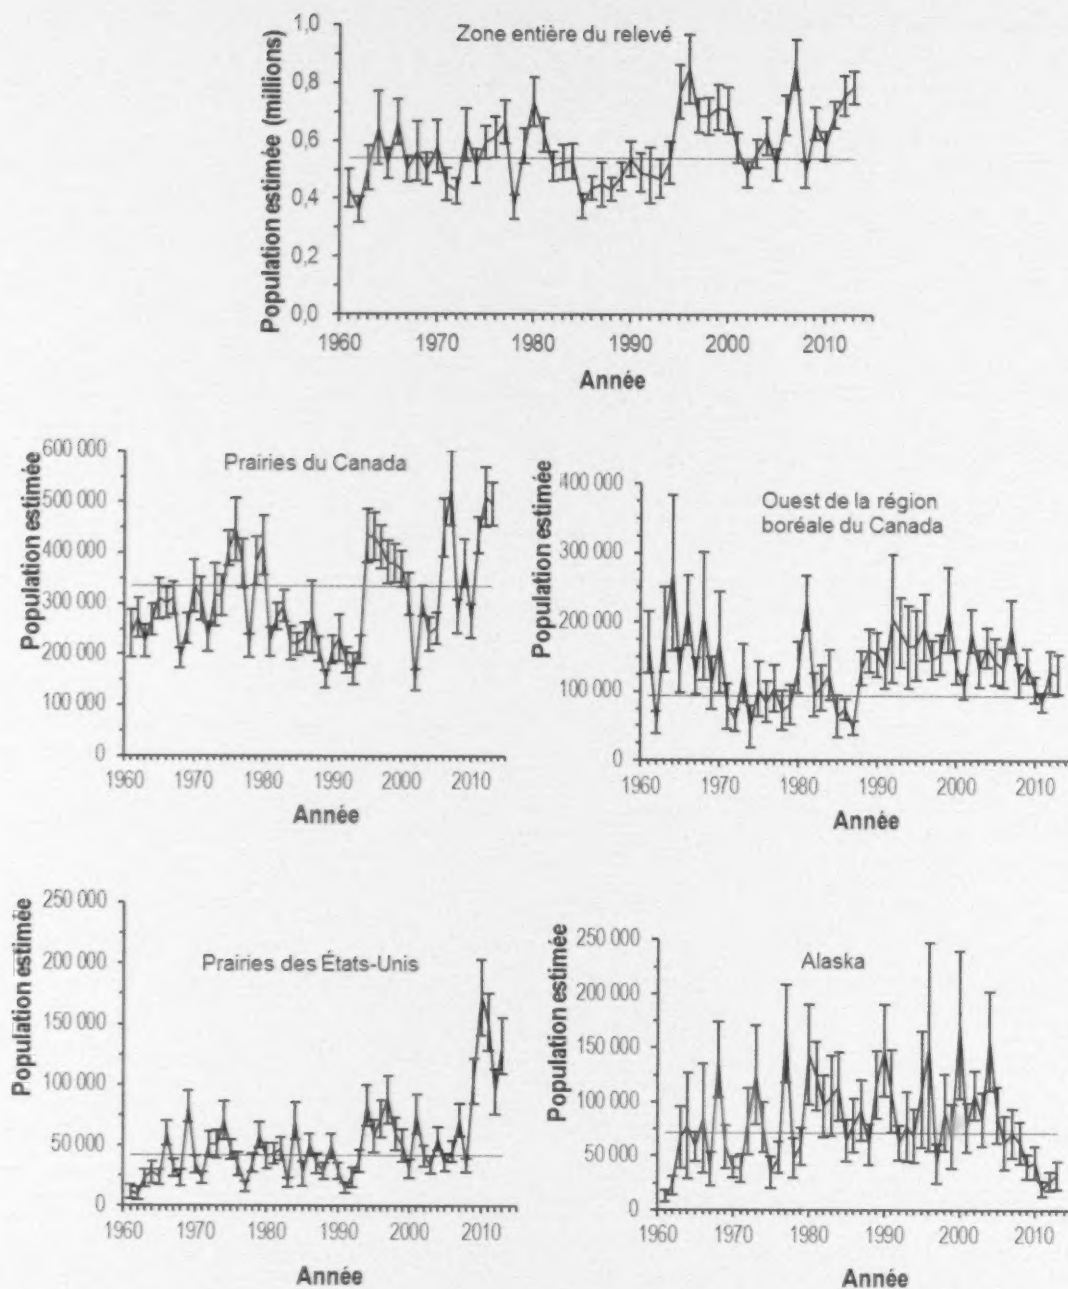 Zone entière du relevé
Population estimée (millions)
1,0
0,8
0,6
0,4
0,2
0,0
1960 1970 1980 1990 2000 2010
Année
Prairies du Canada
Population estimée
600 000
500 000
400 000
300 000
200 000
100 000
0
1960 1970 1980 1990 2000 2010
Année
Ouest de la région
boréale du Canada
Population estimée
400 000
300 000
200 000
100 000
0
1960 1970 1980 1990 2000 2010
Année
Prairies des États-Unis
Population estimée
250 000
200 000
150 000
100 000
50 000
0
1960 1970 1980 1990 2000 2010
Année
Alaska
Population estimée
250 000
200 000
150 000
100 000
50 000
0
1960 1970 1980 1990 2000 2010
Année